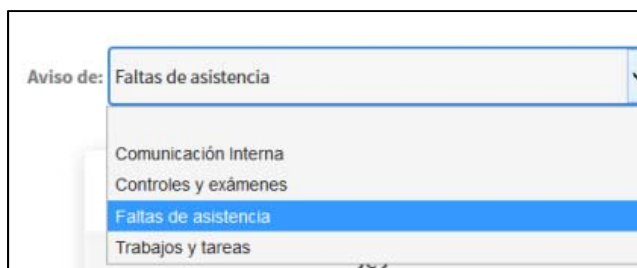 Aviso de: Faltas de asistencia
Comunicación Interna
Controles y exámenes
Faltas de asistencia
Trabajos y tareas